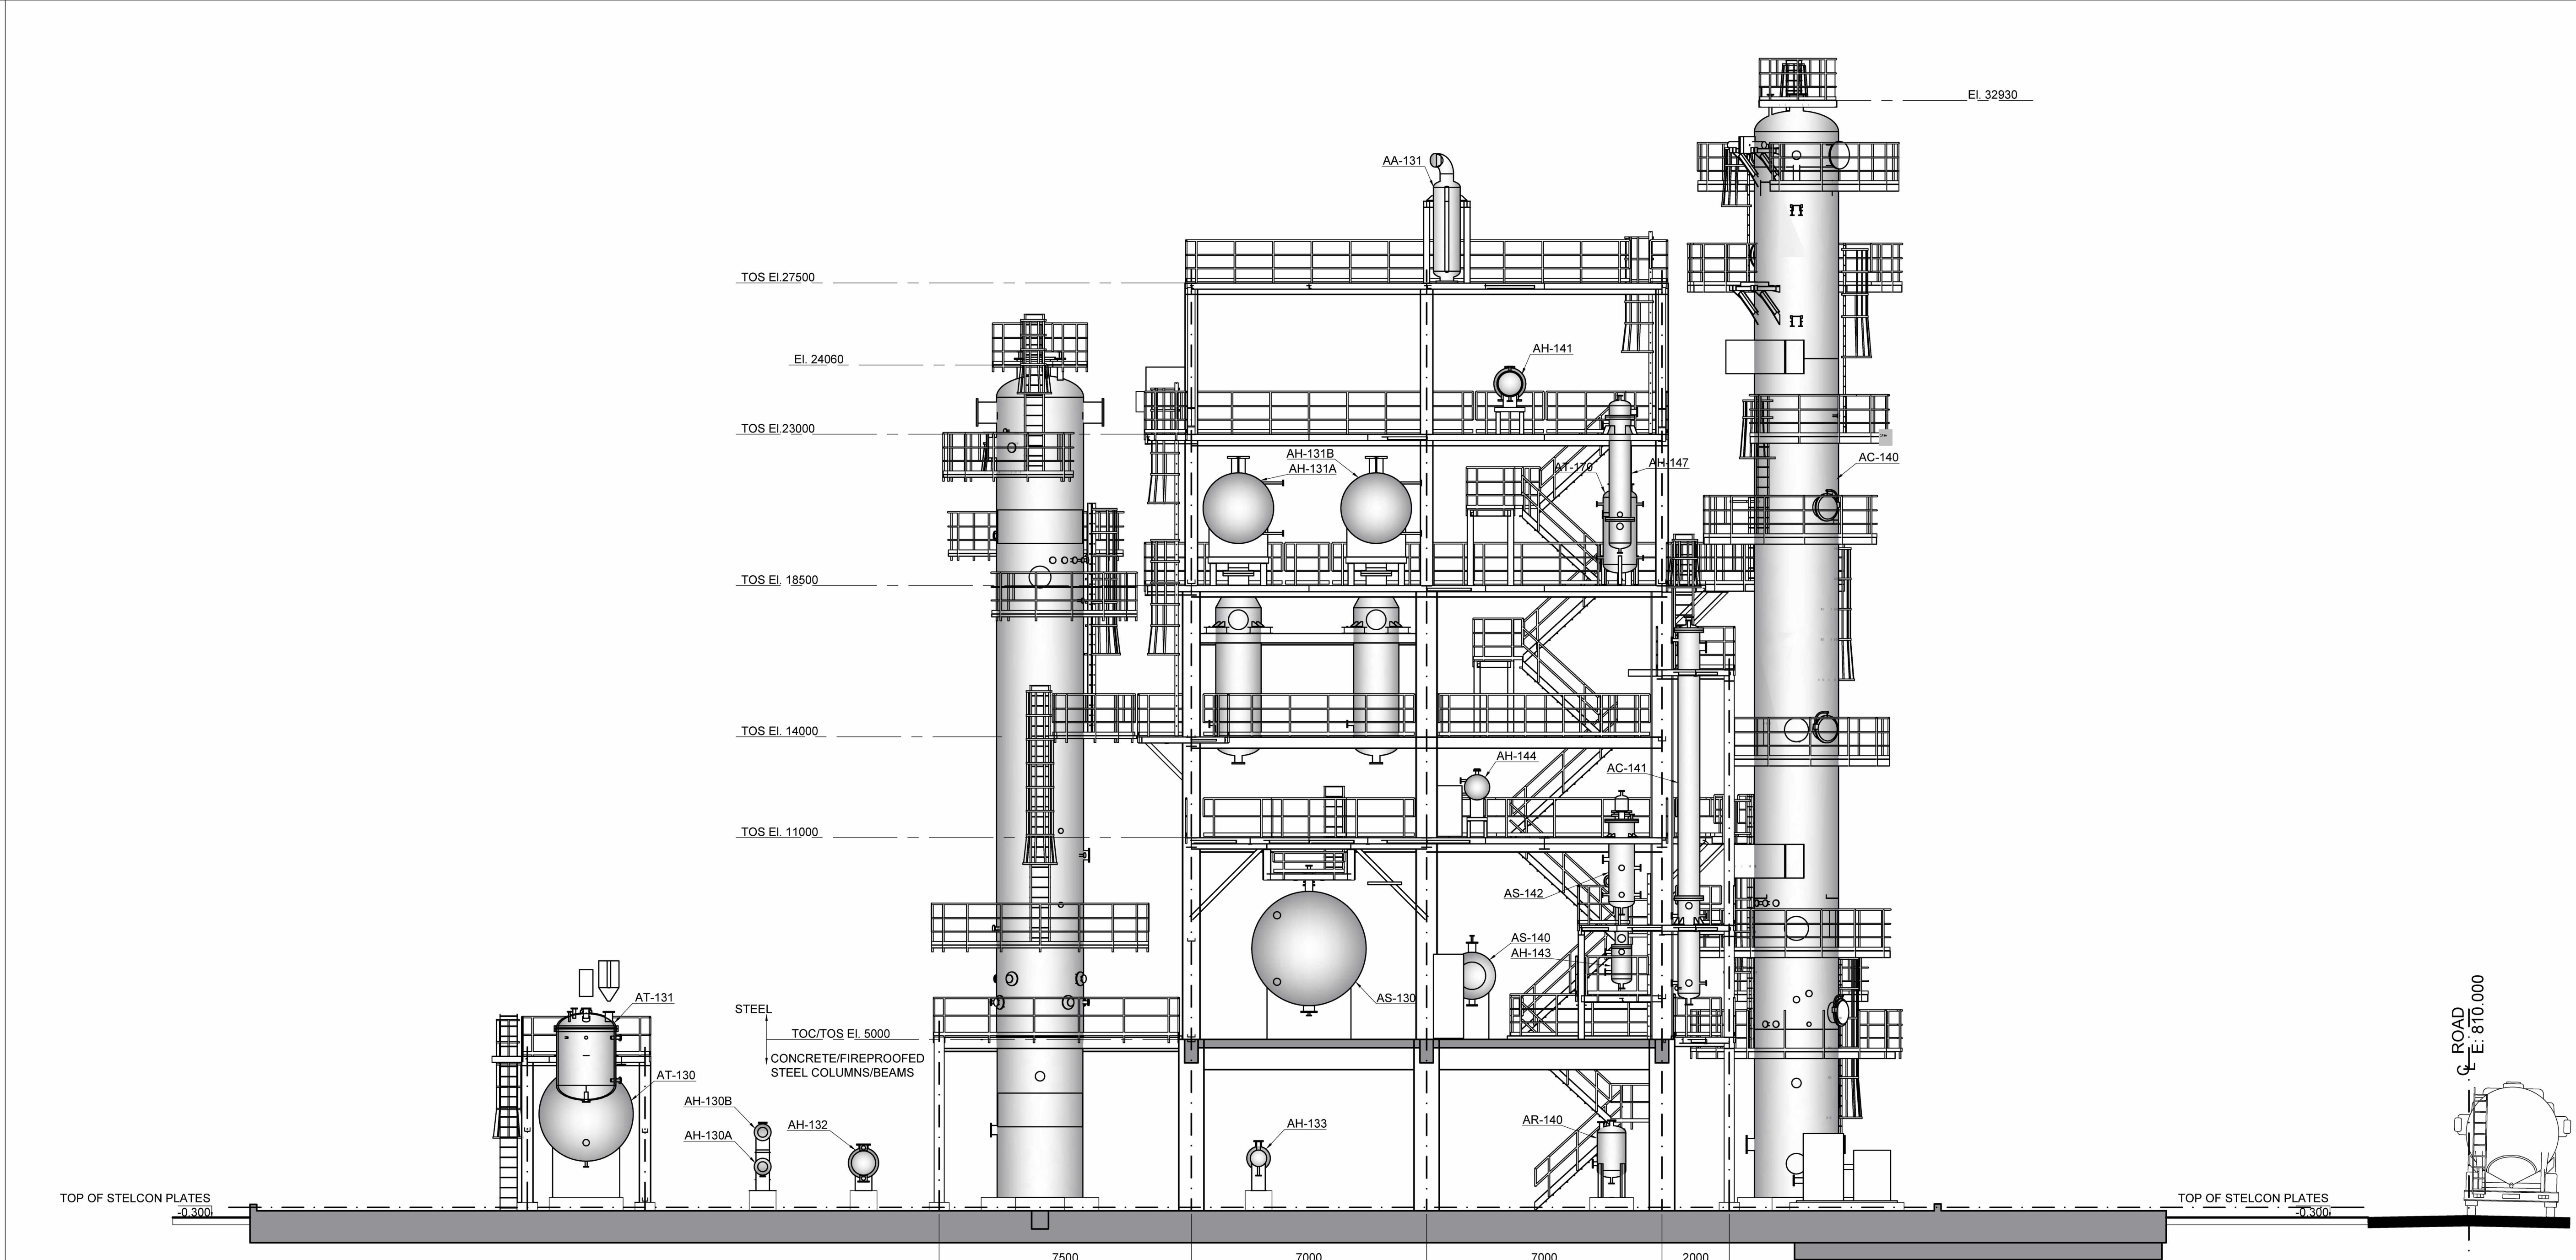 El. 32930
AA-131
TOS El.27500
AH-141
El. 24060
TOS El.23000
AH-131B
AH-131A
AT-170
AH-147
AC-140
TOS El. 18500
TOS El. 14000
AH-144
AC-141
TOS El. 11000
AS-142
AS-140
AH-143
AS-130
AT-131
STEEL
TOC/TOS El. 5000
CONCRETE/FIREPROOFED
STEEL COLUMNS/BEAMS
AT-130
AH-130B
AH-130A
AH-132
AH-133
AR-140
ROAD
E: 810.000
TOP OF STELCON PLATES
-0.300
TOP OF STELCON PLATES
-0.300
7500
7000
7000
2000